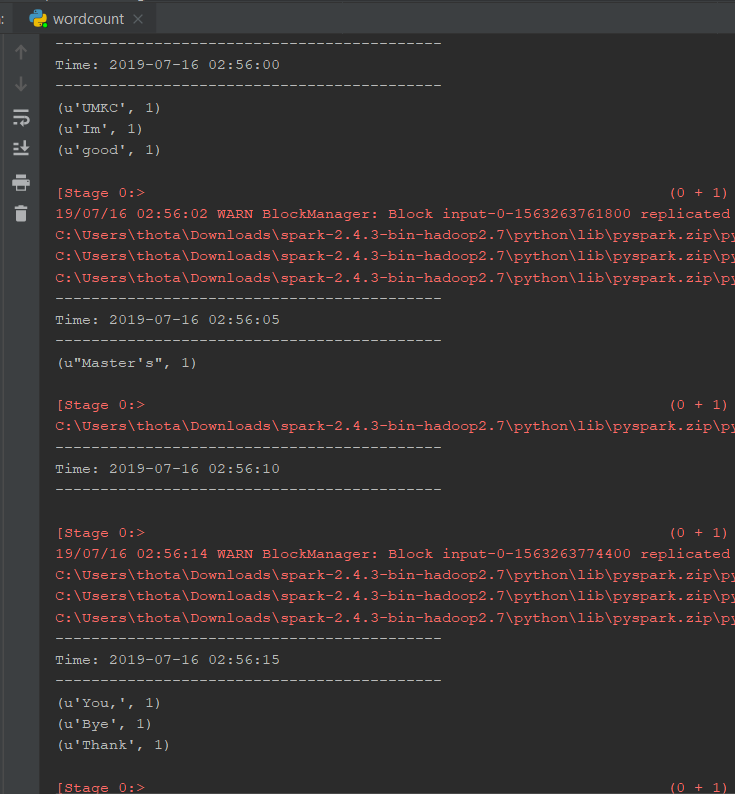 :
wordcount
-------------------------------------------
Time: 2019-07-16 02:56:00
-------------------------------------------
(u'UMKC', 1)
(u'Im', 1)
(u'good', 1)
[Stage 0:> (0 + 1)
19/07/16 02:56:02 WARN BlockManager: Block input-0-1563263761800 replicated
C:\Users\thota\Downloads\spark-2.4.3-bin-hadoop2.7\python\lib\pyspark.zip\py
C:\Users\thota\Downloads\spark-2.4.3-bin-hadoop2.7\python\lib\pyspark.zip\py
C:\Users\thota\Downloads\spark-2.4.3-bin-hadoop2.7\python\lib\pyspark.zip\py
-------------------------------------------
Time: 2019-07-16 02:56:05
-------------------------------------------
(u"Master's", 1)
[Stage 0:> (0 + 1)
C:\Users\thota\Downloads\spark-2.4.3-bin-hadoop2.7\python\lib\pyspark.zip\py
-------------------------------------------
Time: 2019-07-16 02:56:10
-------------------------------------------
[Stage 0:> (0 + 1)
19/07/16 02:56:14 WARN BlockManager: Block input-0-1563263774400 replicated
C:\Users\thota\Downloads\spark-2.4.3-bin-hadoop2.7\python\lib\pyspark.zip\py
C:\Users\thota\Downloads\spark-2.4.3-bin-hadoop2.7\python\lib\pyspark.zip\py
C:\Users\thota\Downloads\spark-2.4.3-bin-hadoop2.7\python\lib\pyspark.zip\py
-------------------------------------------
Time: 2019-07-16 02:56:15
-------------------------------------------
(u'You,', 1)
(u'Bye', 1)
(u'Thank', 1)
[Stage 0:> (0 + 1)